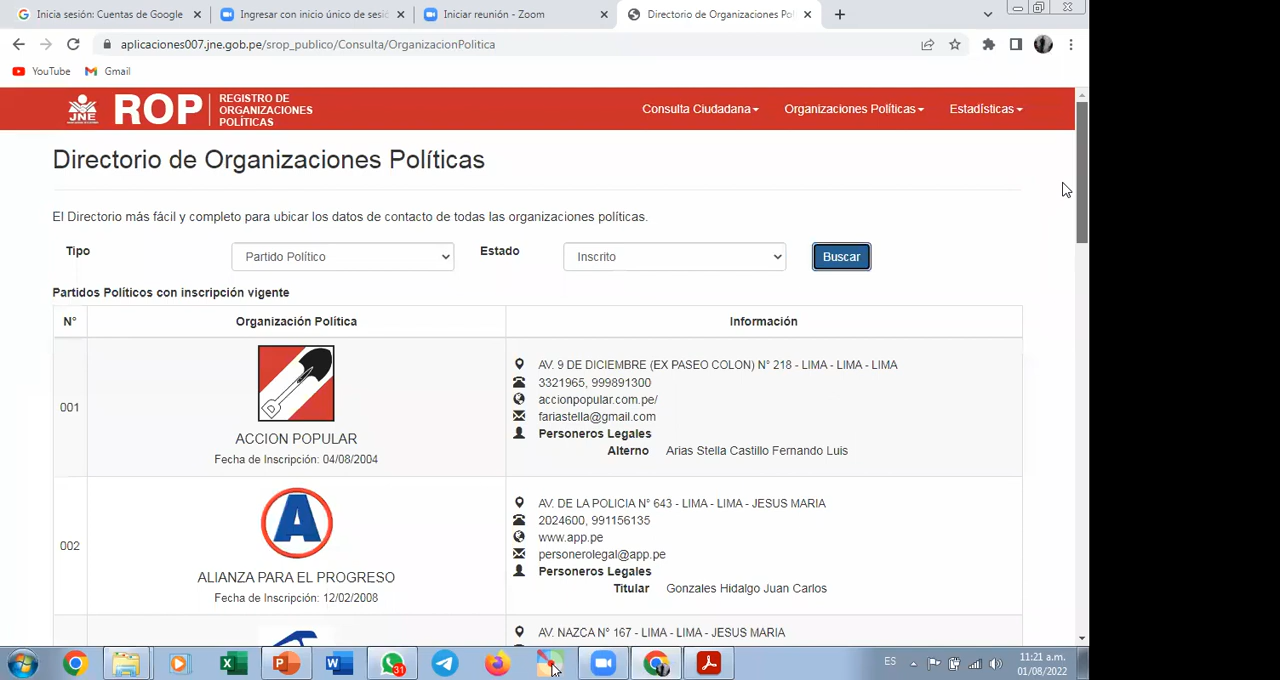 Inicia sesión: Cuentas de Google
Ingresar con inicio único de sesi
Iniciar reunión - Zoom
Directorio de Organizaciones Pol
aplicaciones007.jne.gob.pe/srop_publico/Consulta/OrganizacionPolitica
YouTube
Gmail
JNE
ROP
REGISTRO DE
ORGANIZACIONES
POLÍTICAS
Consulta Ciudadana
Organizaciones Políticas
Estadísticas
Directorio de Organizaciones Políticas
El Directorio más fácil y completo para ubicar los datos de contacto de todas las organizaciones políticas.
Tipo
Partido Político
Estado
Inscrito
Buscar
Partidos Políticos con inscripción vigente
N°
Organización Política
Información
001
ACCION POPULAR
Fecha de Inscripción: 04/08/2004
AV. 9 DE DICIEMBRE (EX PASEO COLON) N° 218 - LIMA - LIMA - LIMA
3321965, 999891300
accionpopular.com.pe/
fariastella@gmail.com
Personeros Legales
Alterno Arias Stella Castillo Fernando Luis
002
A
ALIANZA PARA EL PROGRESO
Fecha de Inscripción: 12/02/2008
AV. DE LA POLICIA N° 643 - LIMA - LIMA - JESUS MARIA
2024600, 991156135
www.app.pe
personerolegal@app.pe
Personeros Legales
Titular Gonzales Hidalgo Juan Carlos
AV. NAZCA N° 167 - LIMA - LIMA - JESUS MARIA
31
ES
11:21 a.m.
01/08/2022